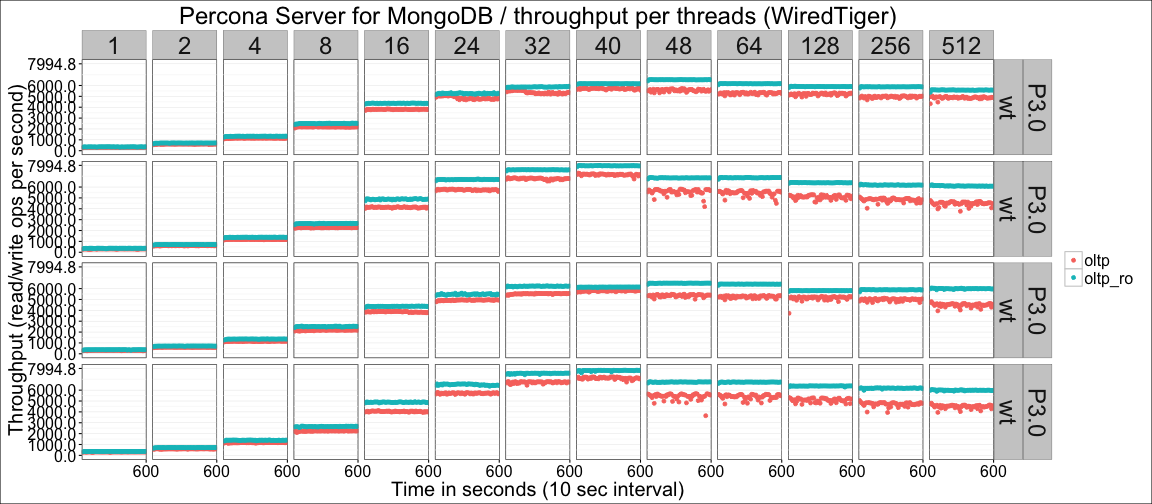 Percona Server for MongoDB / throughput per threads (WiredTiger)
1 2 4 8 16 24 32 40 48 64 128 256 512
Throughput (read/write ops per second)
7994.8
6000.0
5000.0
4000.0
3000.0
2000.0
1000.0
0.0
wt
P3.0
7994.8
6000.0
5000.0
4000.0
3000.0
2000.0
1000.0
0.0
wt
P3.0
7994.8
6000.0
5000.0
4000.0
3000.0
2000.0
1000.0
0.0
wt
P3.0
7994.8
6000.0
5000.0
4000.0
3000.0
2000.0
1000.0
0.0
wt
P3.0
oltp
oltp_ro
600 600 600 600 600 600 600 600 600 600 600 600 600
Time in seconds (10 sec interval)